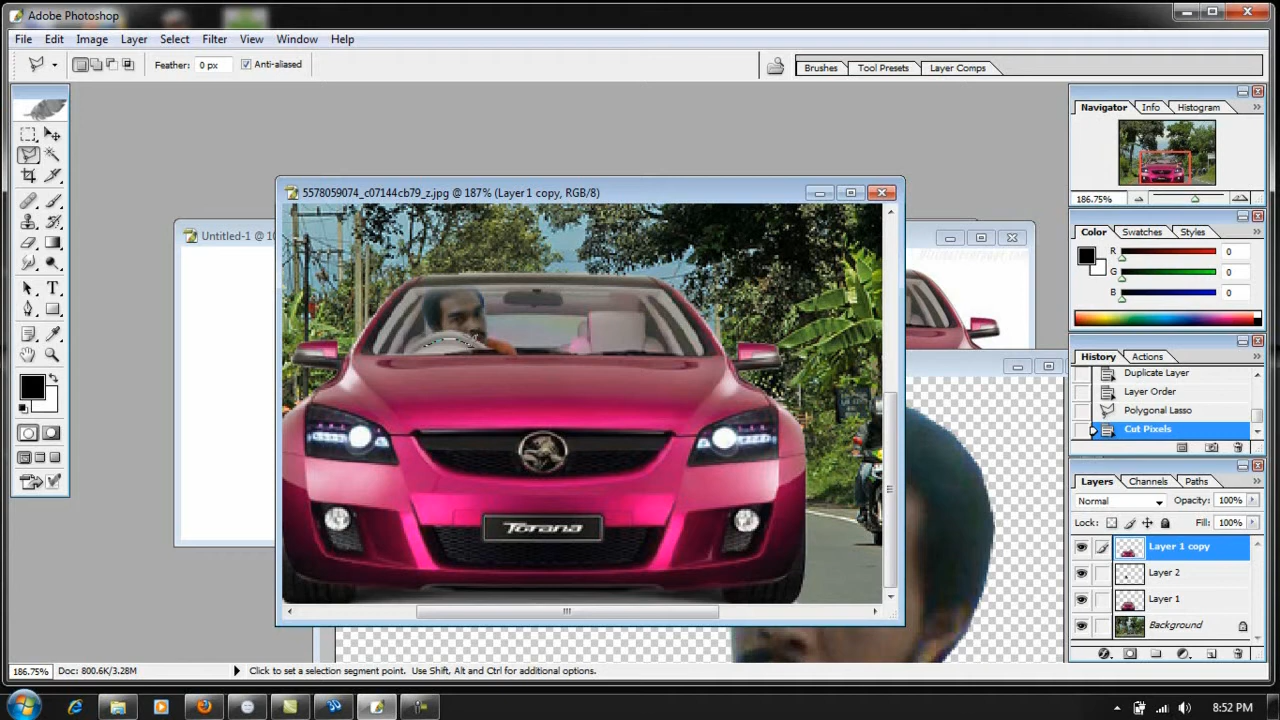 Adobe Photoshop
File Edit Image Layer Select Filter View Window Help
Feather: 0 px Anti-aliased Brushes Tool Presets Layer Comps
Navigator Info Histogram
186.75%
Color Swatches Styles
R 0
G 0
B 0
History Actions
Duplicate Layer
Layer Order
Polygonal Lasso
Cut Pixels
Layers Channels Paths
Normal Opacity: 100%
Lock: Fill: 100%
Layer 1 copy
Layer 2
Layer 1
Background
5578059074_c07144cb79_z.jpg @ 187% (Layer 1 copy, RGB/8)
Untitled-1 @ 10
Torana
186.75% Doc: 800.6K/3.28M Click to set a selection segment point. Use Shift, Alt and Ctrl for additional options.
8:52 PM